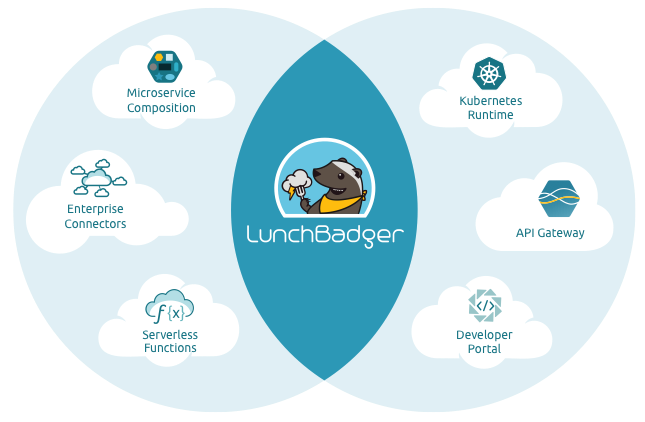 Microservice
Composition
Enterprise
Connectors
ƒ{x}
Serverless
Functions
LunchBadger
Kubernetes
Runtime
API Gateway
</>
Developer
Portal